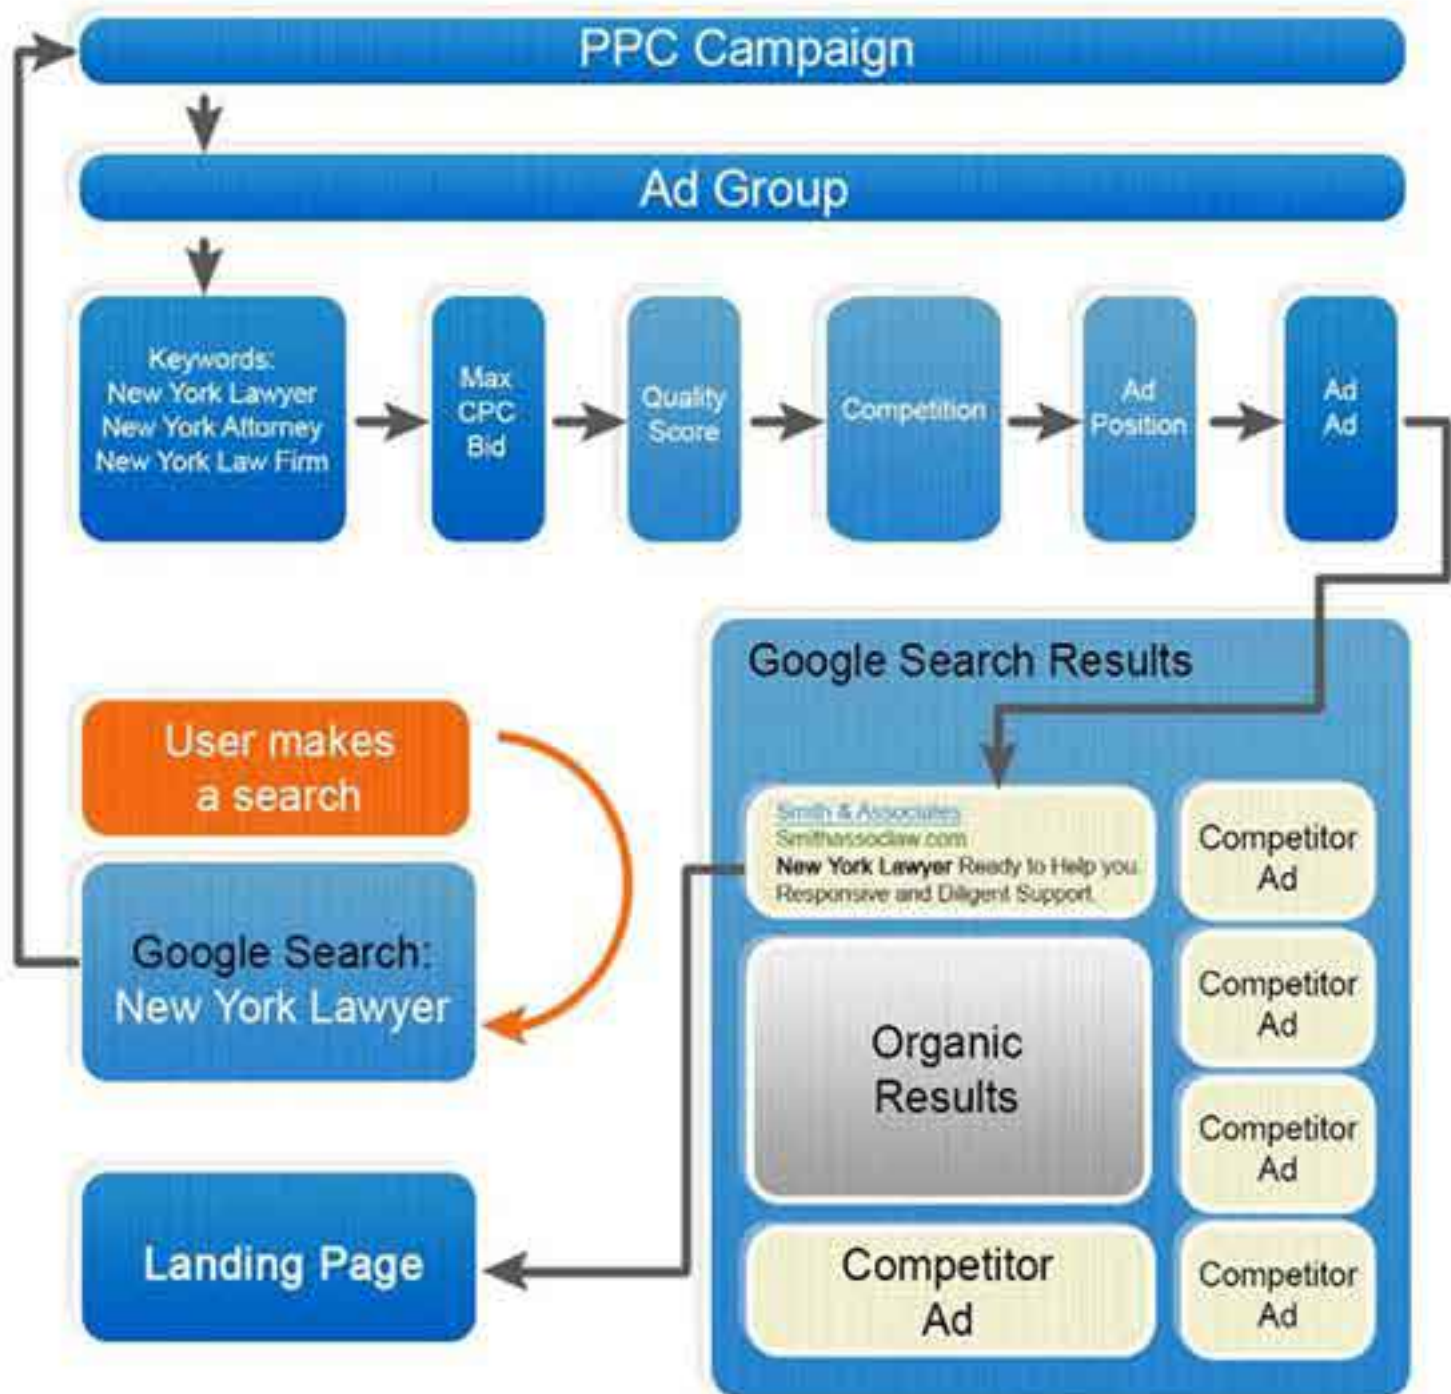 PPC Campaign
Ad Group
Keywords:
New York Lawyer
New York Attorney
New York Law Firm
Max
CPC
Bid
Quality
Score
Competition
Ad
Position
Ad
Ad
User makes
a search
Google Search:
New York Lawyer
Landing Page
Google Search Results
Smith & Associates
Smithassoclaw.com
New York Lawyer Ready to Help you.
Responsive and Diligent Support.
Organic
Results
Competitor
Ad
Competitor
Ad
Competitor
Ad
Competitor
Ad
Competitor
Ad